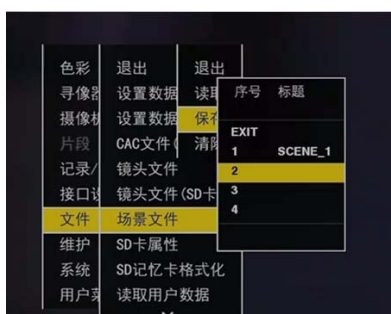 色彩
寻像器
摄像机
片段
记录/
接口设
文件
维护
系统
用户菜
退出
设置数据
设置数据
CAC文件(
镜头文件
镜头文件(SD卡
场景文件
SD卡属性
SD记忆卡格式化
读取用户数据
退出
读取
保存
清除
序号 标题
EXIT
1 SCENE_1
2
3
4